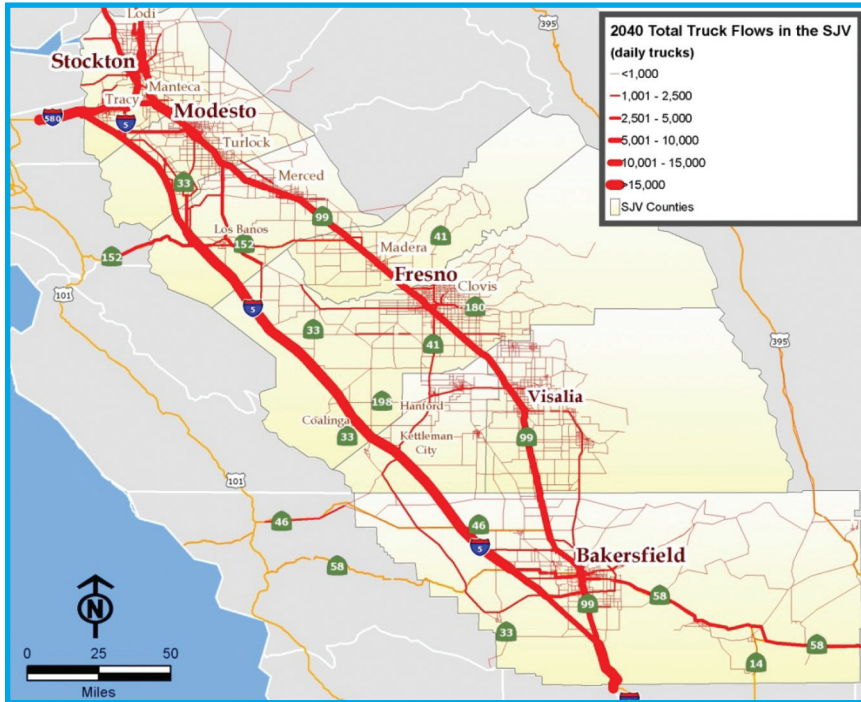 2040 Total Truck Flows in the SJV
(daily trucks)
<1,000
1,001 - 2,500
2,501 - 5,000
5,001 - 10,000
10,001 - 15,000
>15,000
SJV Counties
Lodi
395
Stockton
Manteca
Tracy
580
5
Modesto
Turlock
33
Merced
99
Los Banos
152
152
41
Madera
101
Fresno
Clovis
5
180
33
41
395
198
Hanford
Visalia
Coalinga
33
Kettleman
City
99
101
46
46
5
Bakersfield
58
99
58
33
58
14
N
0 25 50
Miles